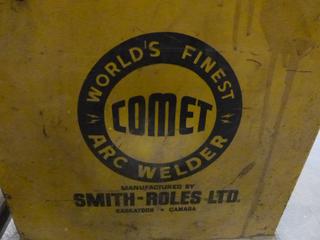 WORLD'S FINEST
COMET
ARC WELDER
MANUFACTURED BY
SMITH-ROLES LTD.
SASKATOON • CANADA